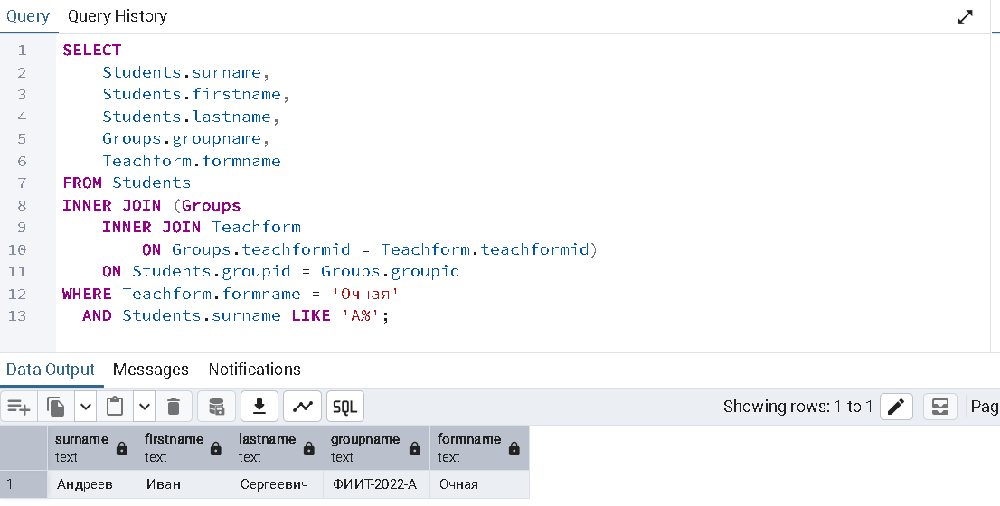 Query Query History
1 SELECT
2 Students.surname,
3 Students.firstname,
4 Students.lastname,
5 Groups.groupname,
6 Teachform.formname
7 FROM Students
8 INNER JOIN (Groups
9 INNER JOIN Teachform
10 ON Groups.teachformid = Teachform.teachformid)
11 ON Students.groupid = Groups.groupid
12 WHERE Teachform.formname = 'Очная'
13 AND Students.surname LIKE 'А%';
Data Output Messages Notifications
SQL Showing rows: 1 to 1 Pag
surname firstname lastname groupname formname
text text text text text
1 Андреев Иван Сергеевич ФИИТ-2022-А Очная